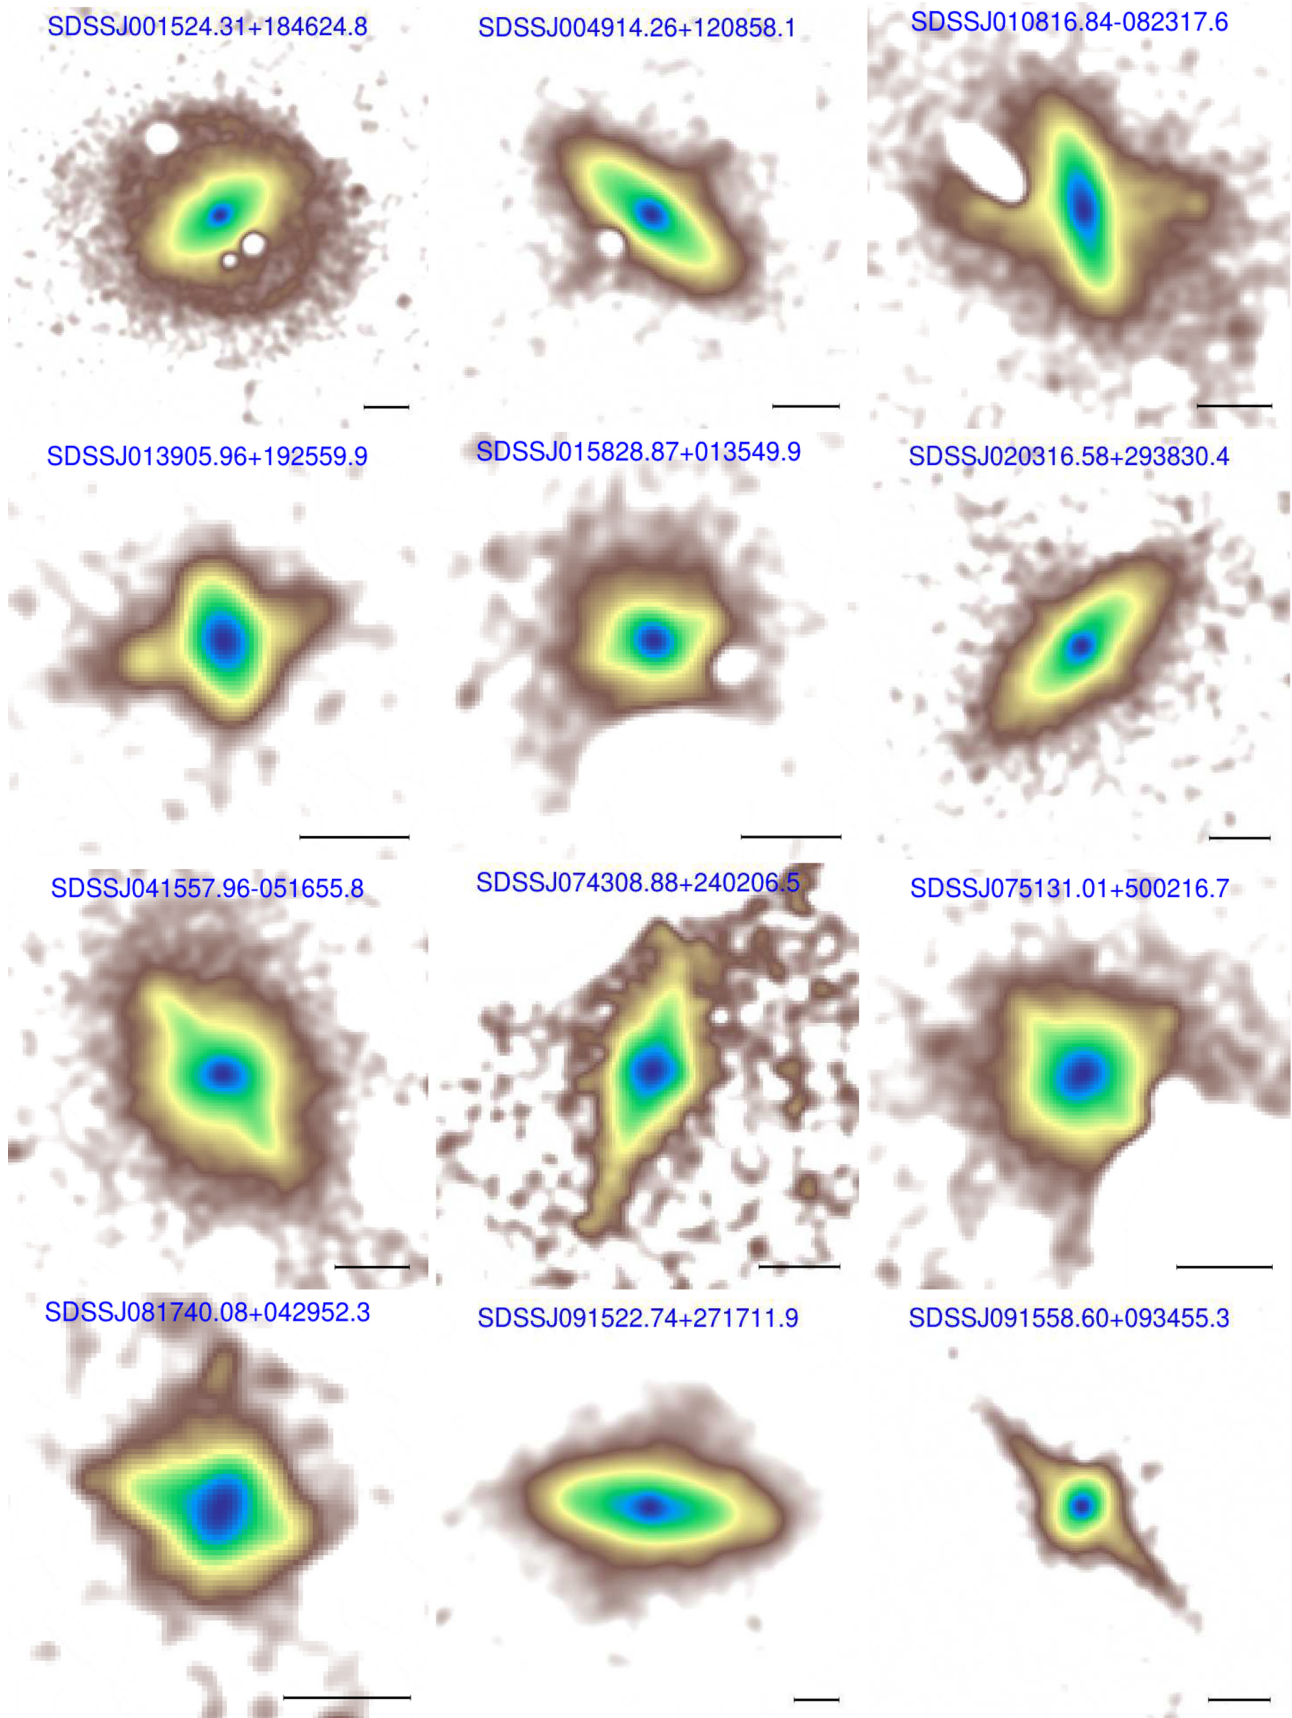 SDSSJ001524.31+184624.8
SDSSJ004914.26+120858.1
SDSSJ010816.84-082317.6
SDSSJ013905.96+192559.9
SDSSJ015828.87+013549.9
SDSSJ020316.58+293830.4
SDSSJ041557.96-051655.8
SDSSJ074308.88+240206.5
SDSSJ075131.01+500216.7
SDSSJ081740.08+042952.3
SDSSJ091522.74+271711.9
SDSSJ091558.60+093455.3